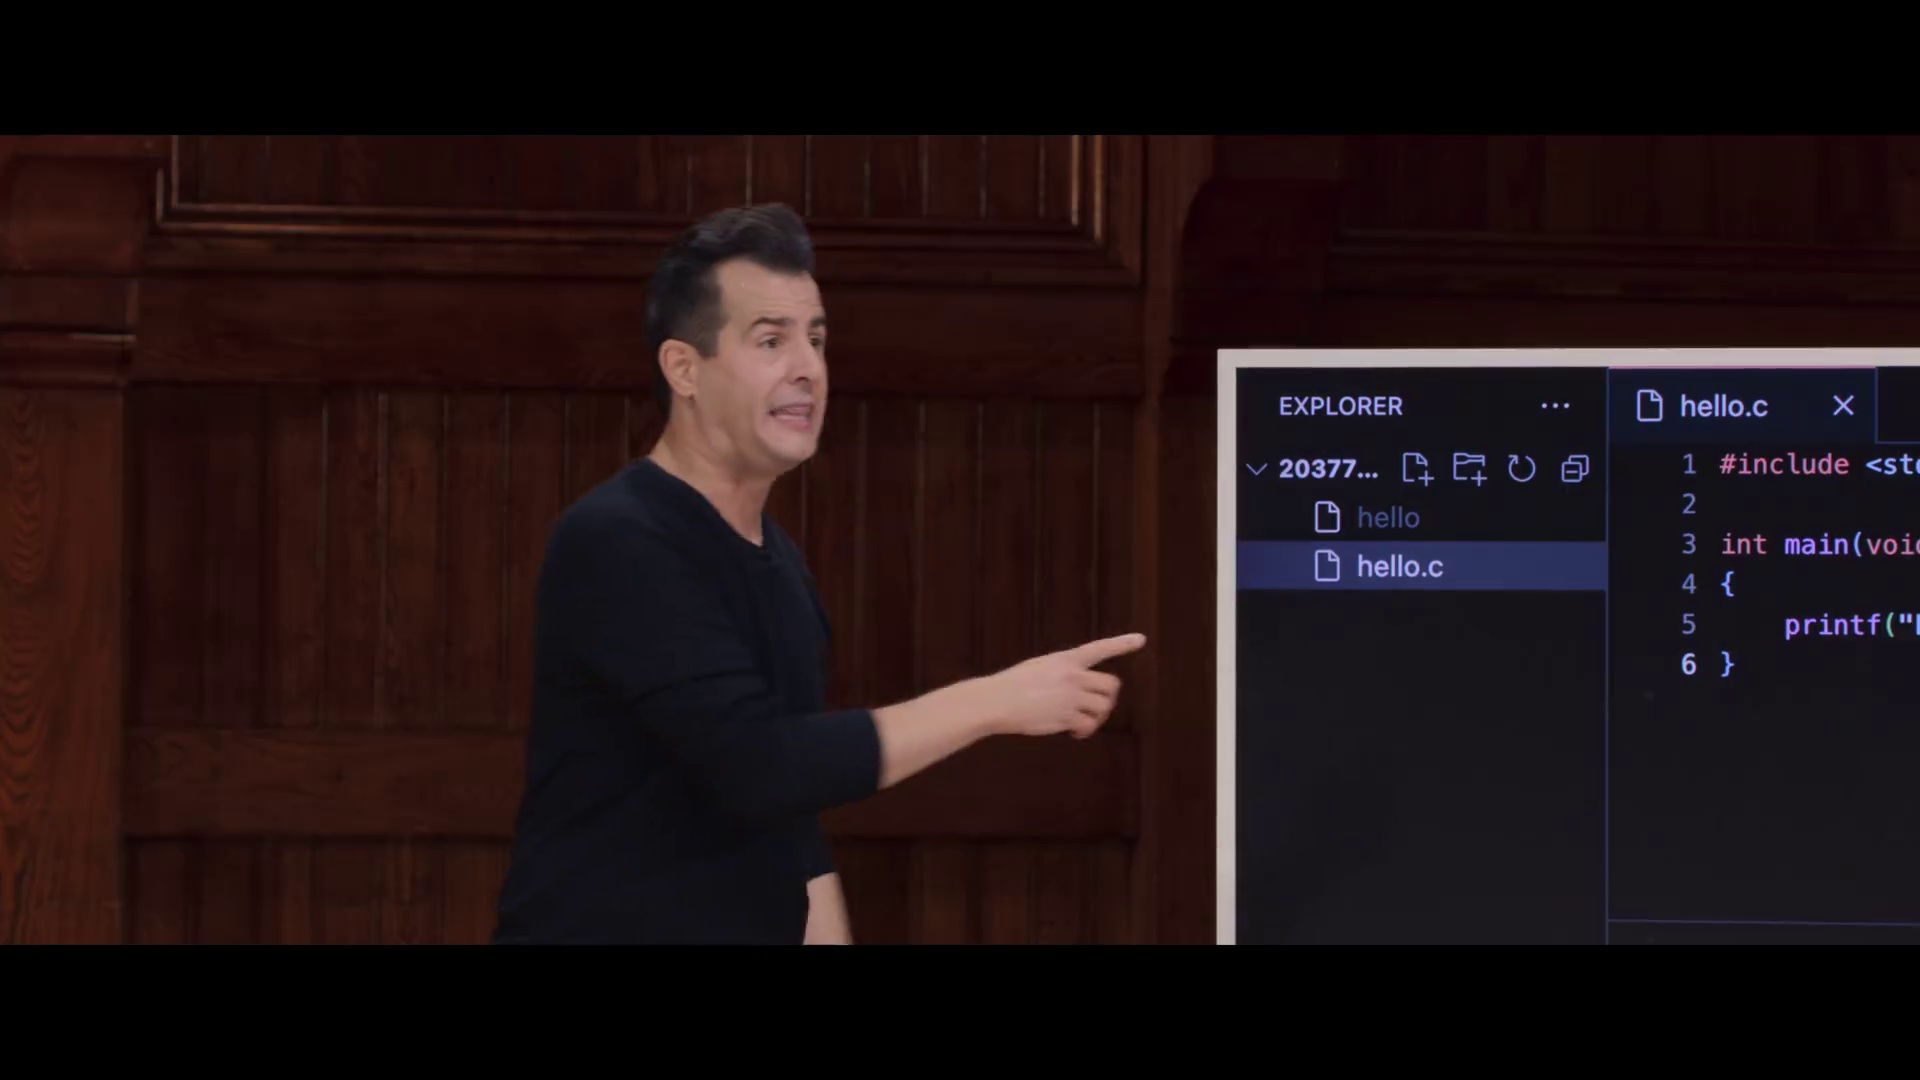 EXPLORER ...
20377...
hello
hello.c
hello.c
1 #include <st
2
3 int main(voi
4 {
5 printf("
6 }